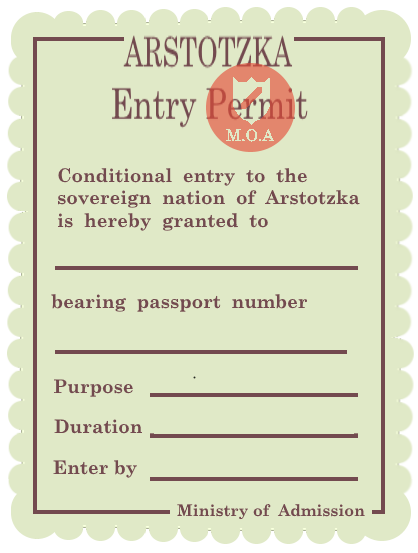 ARSTOTZKA
Entry Permit
M.O.A
Conditional entry to the
sovereign nation of Arstotzka
is hereby granted to
bearing passport number
Purpose
Duration
Enter by
Ministry of Admission